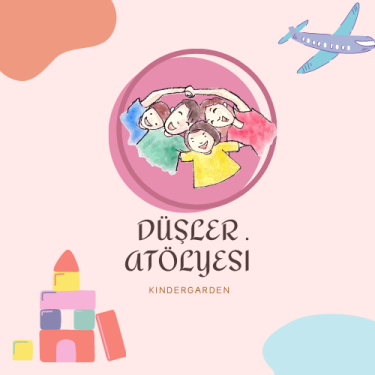 DÜŞLER .
ATÖLYESI
KINDERGARDEN